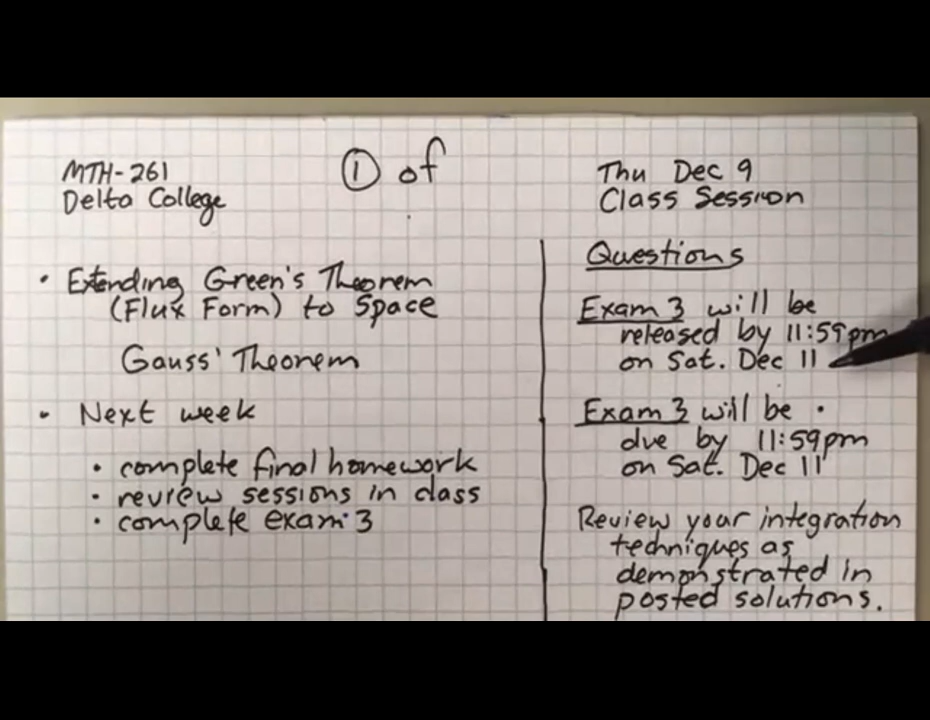 MTH-261
Delta College
① of
Thu Dec 9
Class Session
• Extending Green's Theorem
(Flux Form) to Space
Gauss' Theorem
• Next week
• complete final homework
• review sessions in class
• complete exam 3
Questions
Exam 3 will be
released by 11:59pm
on Sat. Dec 11
Exam 3 will be
due by 11:59pm
on Sat. Dec 11
Review your integration
techniques as
demonstrated in
posted solutions.